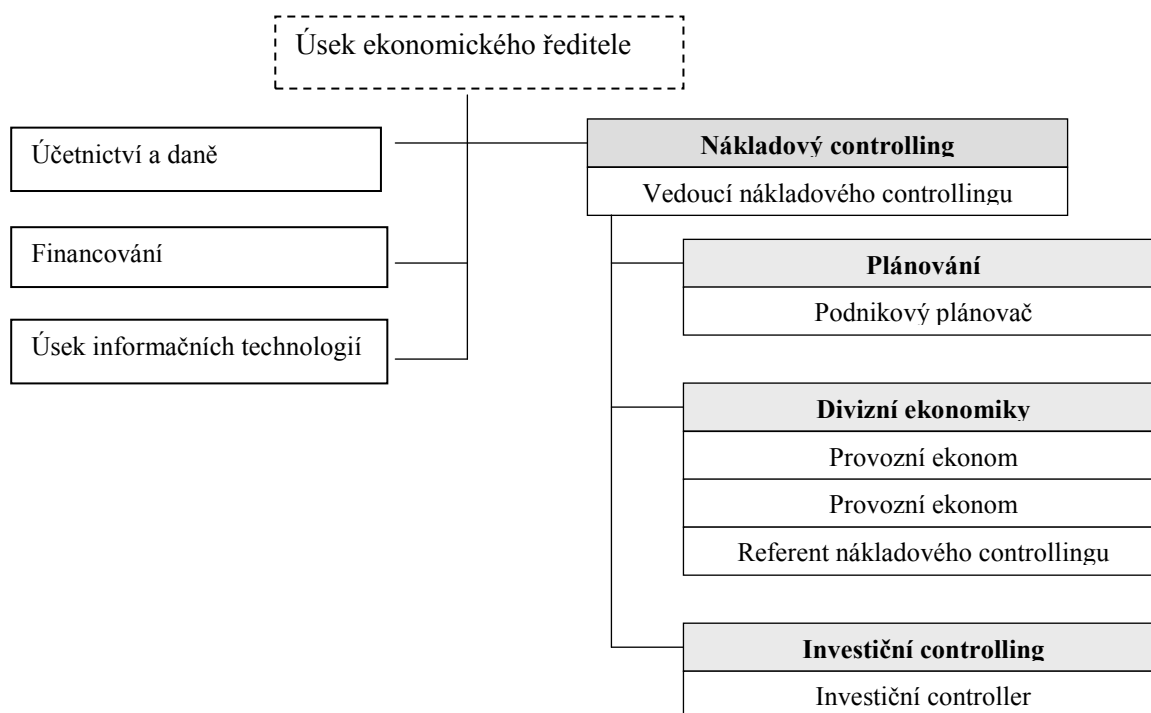 Úsek ekonomického ředitele
Účetnictví a daně
Financování
Úsek informačních technologií
Nákladový controlling
Vedoucí nákladového controllingu
Plánování
Podnikový plánovač
Divizní ekonomiky
Provozní ekonom
Provozní ekonom
Referent nákladového controllingu
Investiční controlling
Investiční controller